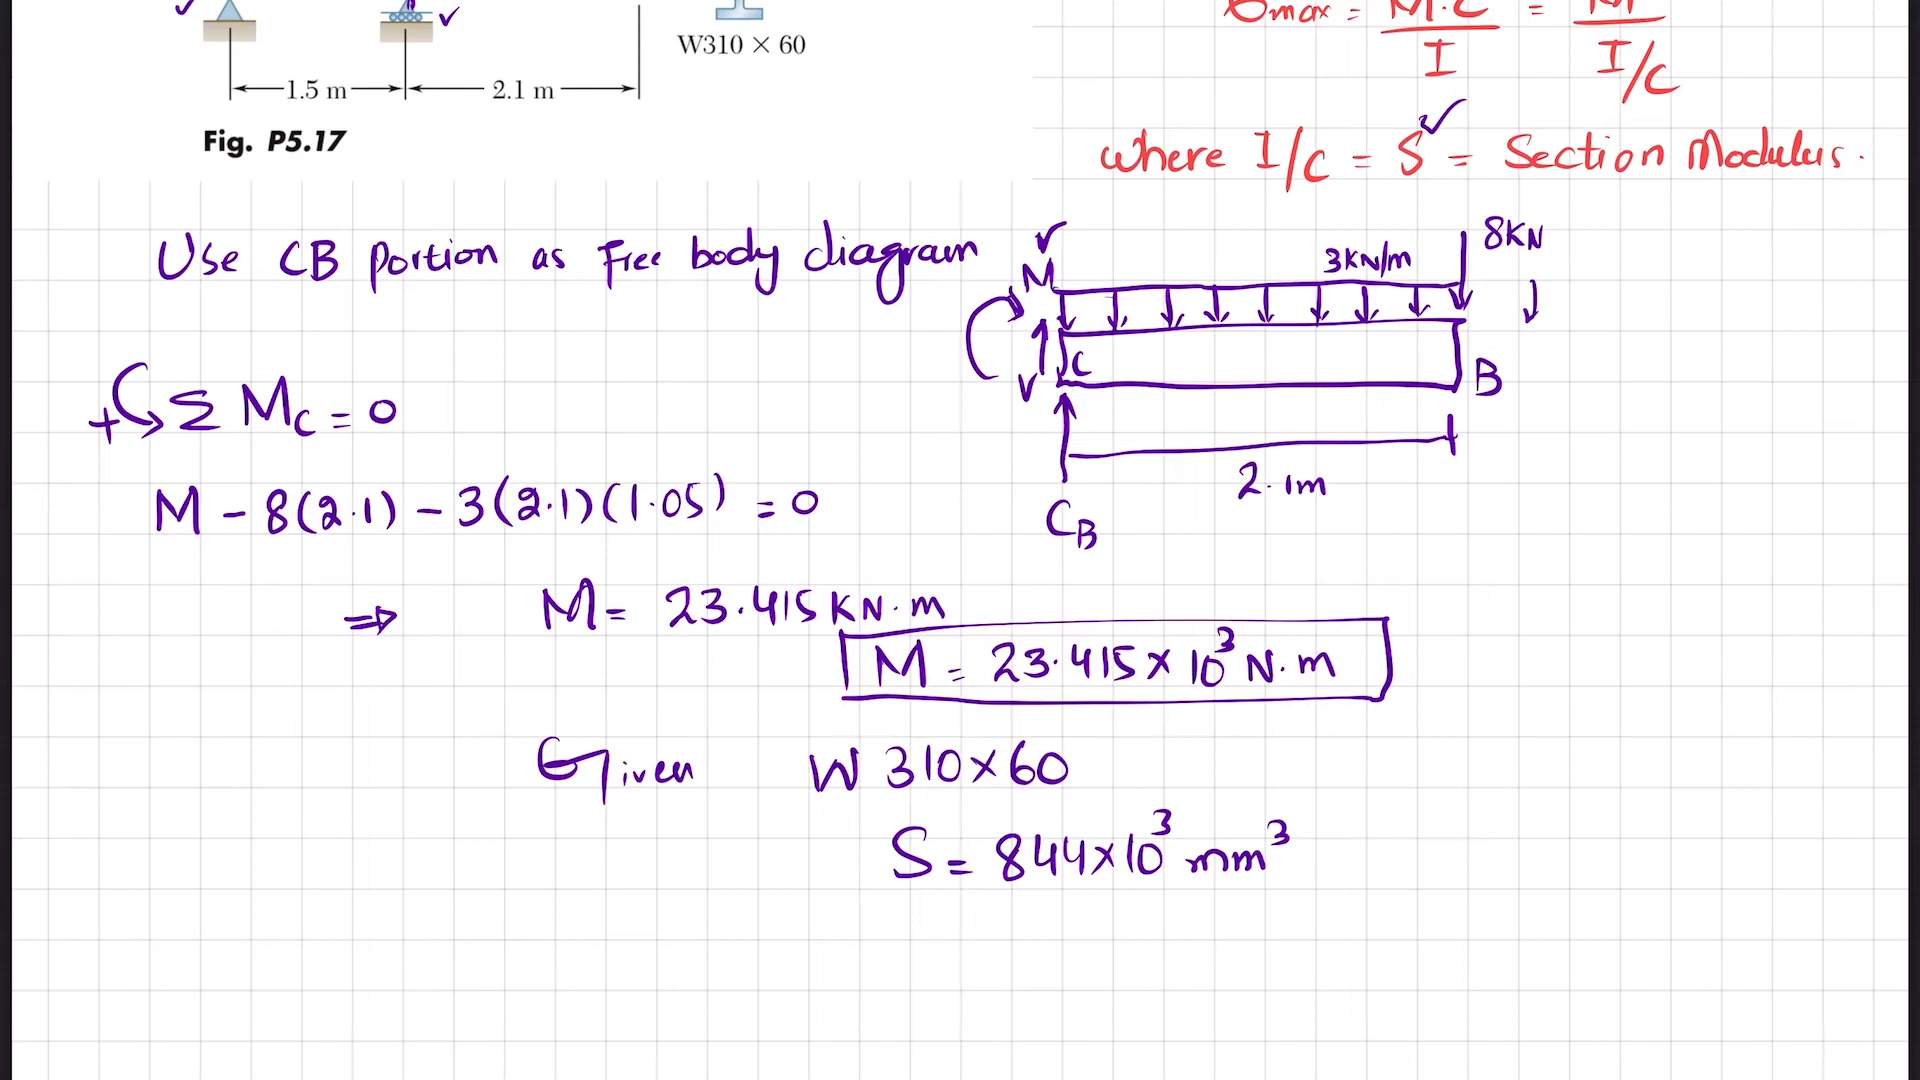 σmax = M·C / I = M / I/C
W310 × 60
1.5 m
2.1 m
Fig. P5.17
where I/C = S = Section Modulus.
Use CB portion as Free body diagram
M
3KN/m
8KN
V
C
B
2.1m
CB
+ Σ MC = 0
M - 8(2.1) - 3(2.1)(1.05) = 0
⇒ M = 23.415 KN·m
M = 23.415 × 10³ N·m
Given W 310×60
S = 844×10³ mm³